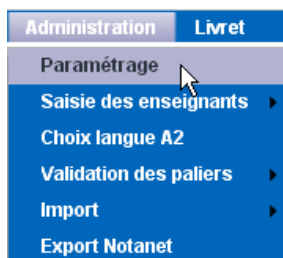 Administration Livret
Paramétrage
Saisie des enseignants
Choix langue A2
Validation des paliers
Import
Export Notanet